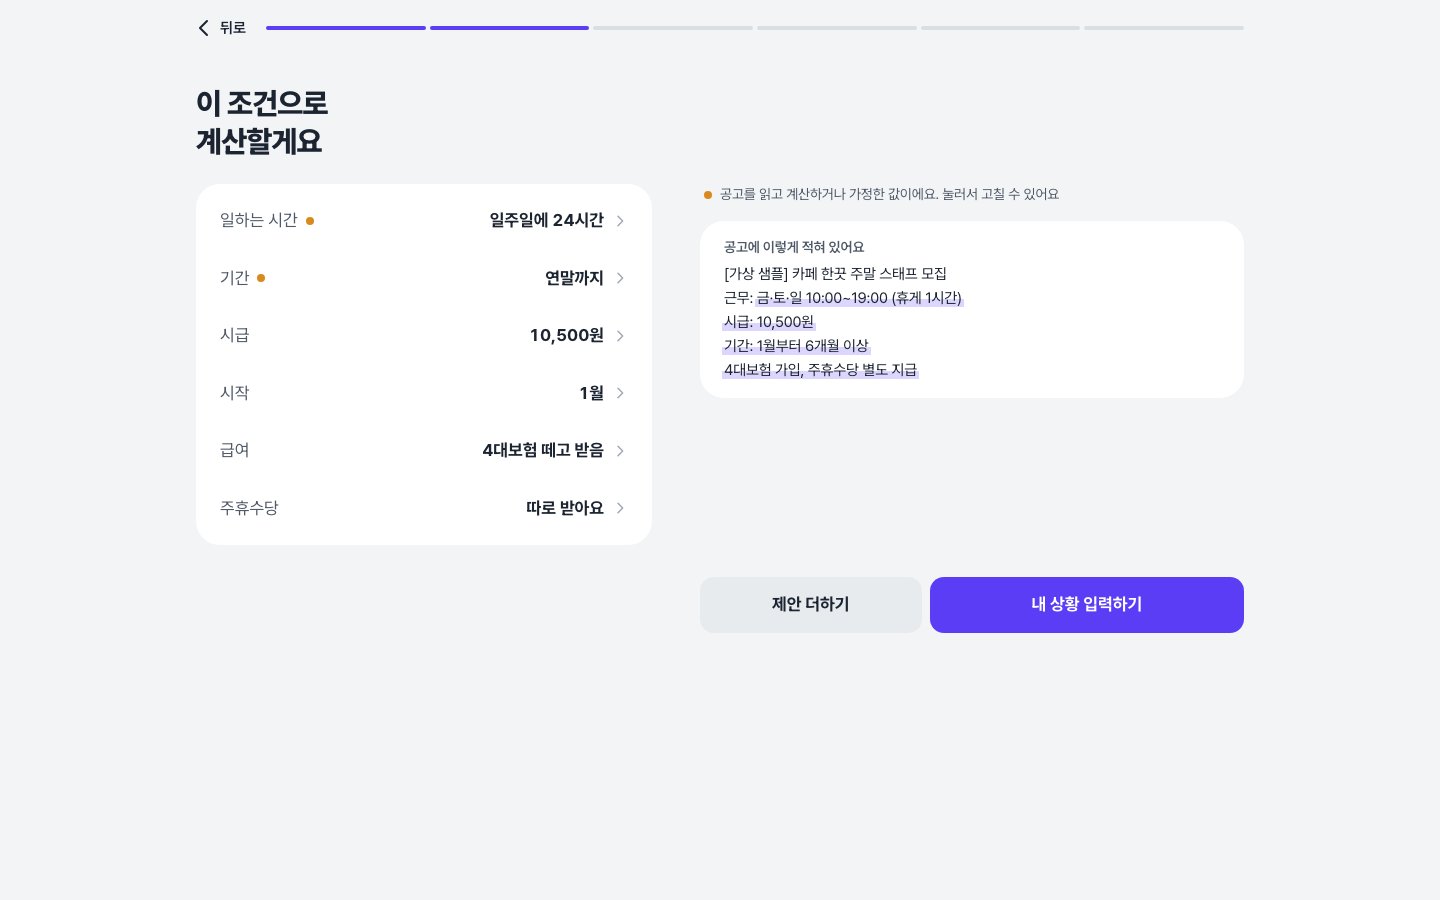 뒤로
이 조건으로
계산할게요
일하는 시간 일주일에 24시간
기간 연말까지
시급 10,500원
시작 1월
급여 4대보험 떼고 받음
주휴수당 따로 받아요
공고를 읽고 계산하거나 가정한 값이에요. 눌러서 고칠 수 있어요
공고에 이렇게 적혀 있어요
[가상 샘플] 카페 한끗 주말 스태프 모집
근무: 금·토·일 10:00~19:00 (휴게 1시간)
시급: 10,500원
기간: 1월부터 6개월 이상
4대보험 가입, 주휴수당 별도 지급
제안 더하기
내 상황 입력하기